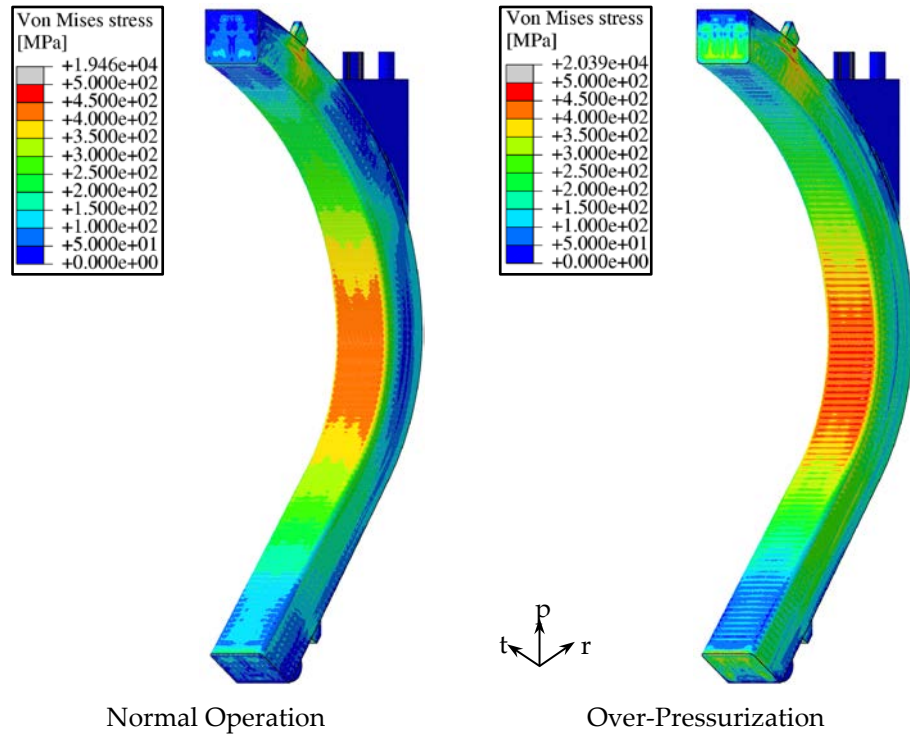 Von Mises stress
[MPa]
+1.946e+04
+5.000e+02
+4.500e+02
+4.000e+02
+3.500e+02
+3.000e+02
+2.500e+02
+2.000e+02
+1.500e+02
+1.000e+02
+5.000e+01
+0.000e+00
Von Mises stress
[MPa]
+2.039e+04
+5.000e+02
+4.500e+02
+4.000e+02
+3.500e+02
+3.000e+02
+2.500e+02
+2.000e+02
+1.500e+02
+1.000e+02
+5.000e+01
+0.000e+00
p
t
r
Normal Operation
Over-Pressurization